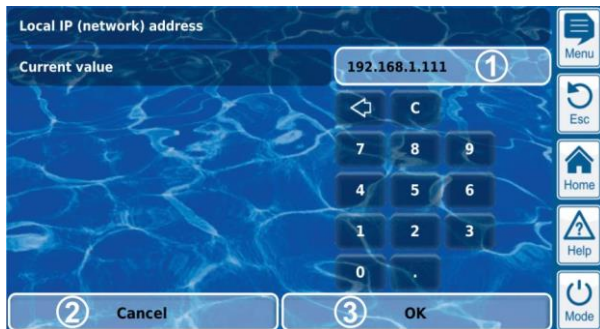 Local IP (network) address
Current value
192.168.1.111 1
C
7 8 9
4 5 6
1 2 3
0 .
2 Cancel
3 OK
Menu
Esc
Home
? Help
Mode